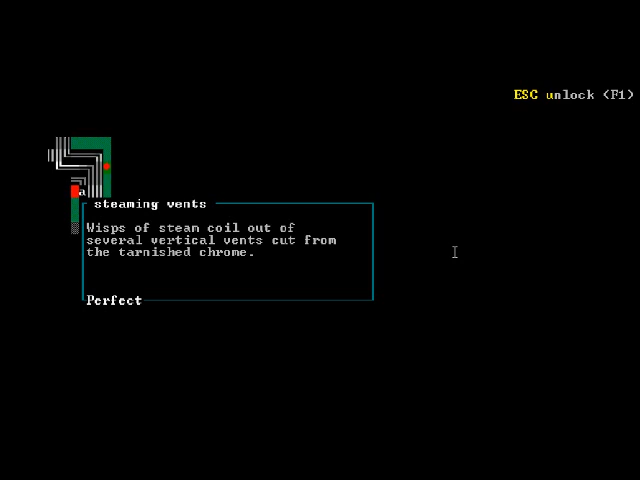 ESC unlock (F1)
a
steaming vents
Wisps of steam coil out of
several vertical vents cut from
the tarnished chrome.
Perfect